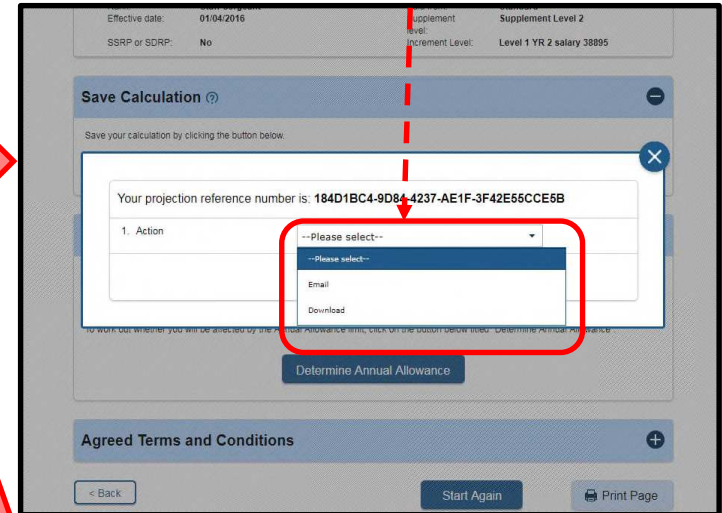 Effective date: 01/04/2016 Supplement level: Supplement Level 2
SSRP or SDRP: No Increment Level: Level 1 YR 2 salary 38895
Save Calculation ?
Save your calculation by clicking the button below.
Your projection reference number is: 184D1BC4-9D84-4237-AE1F-3F42E55CCE5B
1. Action --Please select--
--Please select--
Email
Download
To work out whether you will be affected by the Annual Allowance limit, click on the button below titled "Determine Annual Allowance"
Determine Annual Allowance
Agreed Terms and Conditions
< Back Start Again Print Page